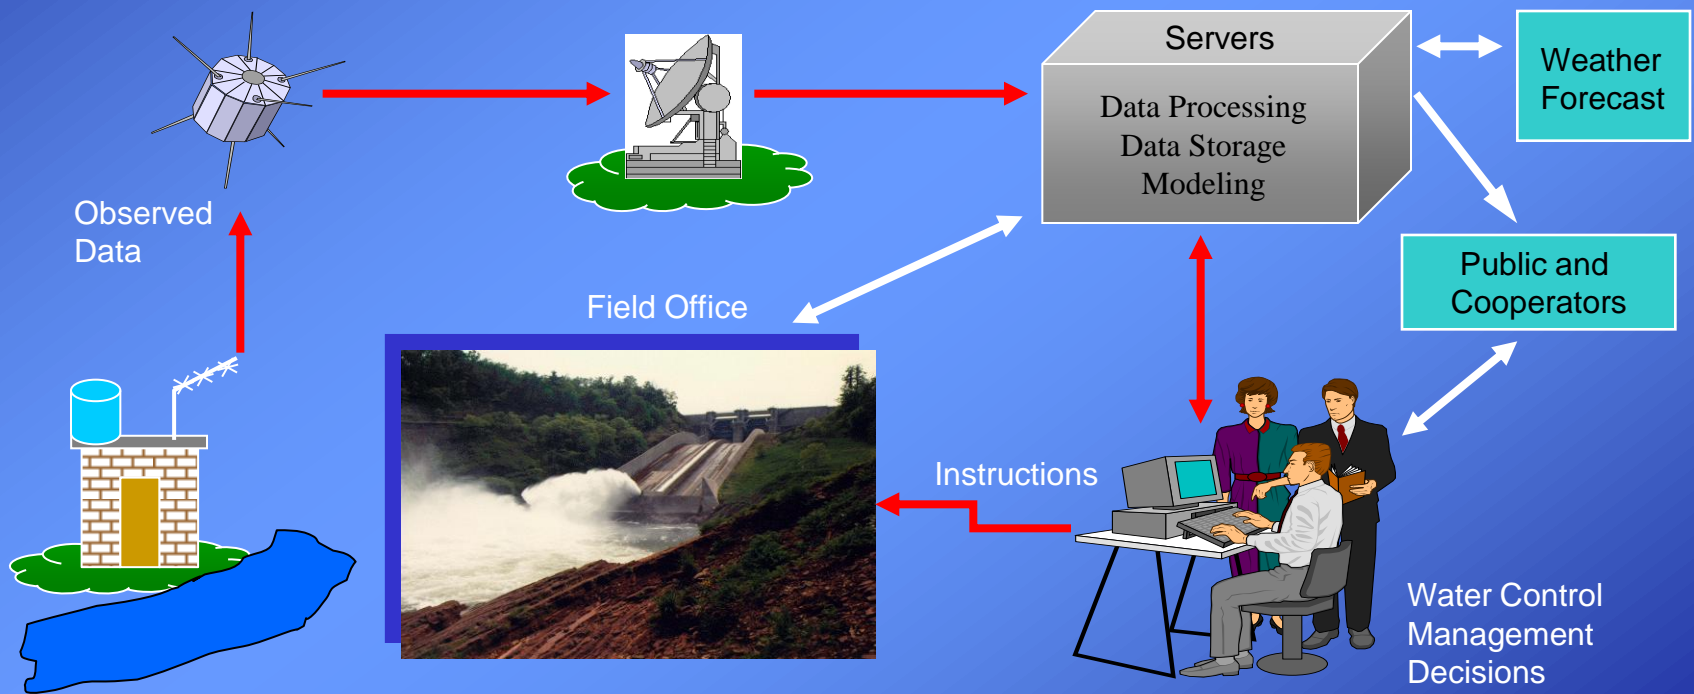 Servers
Data Processing
Data Storage
Modeling
Weather
Forecast
Observed
Data
Public and
Cooperators
Field Office
Instructions
Water Control
Management
Decisions